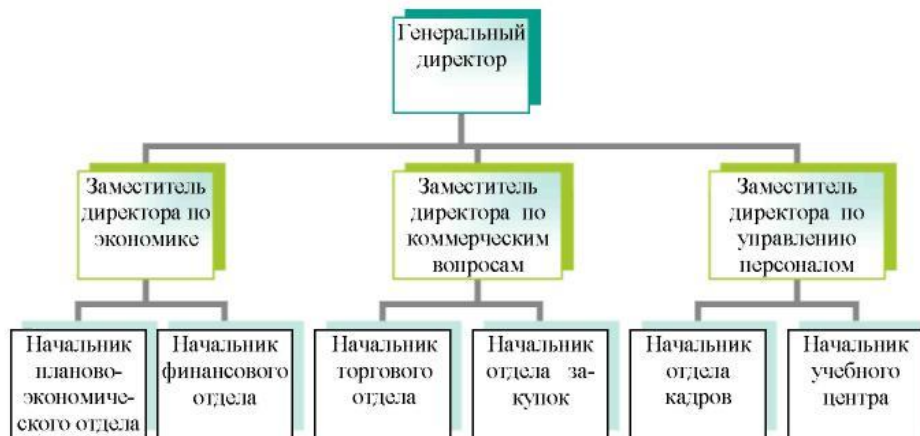 Генеральный
директор
Заместитель
директора по
экономике
Заместитель
директора по
коммерческим
вопросам
Заместитель
директора по
управлению
персоналом
Начальник
планово-
экономиче-
ского отдела
Начальник
финансового
отдела
Начальник
торгового
отдела
Начальник
отдела за-
купок
Начальник
отдела
кадров
Начальник
учебного
центра